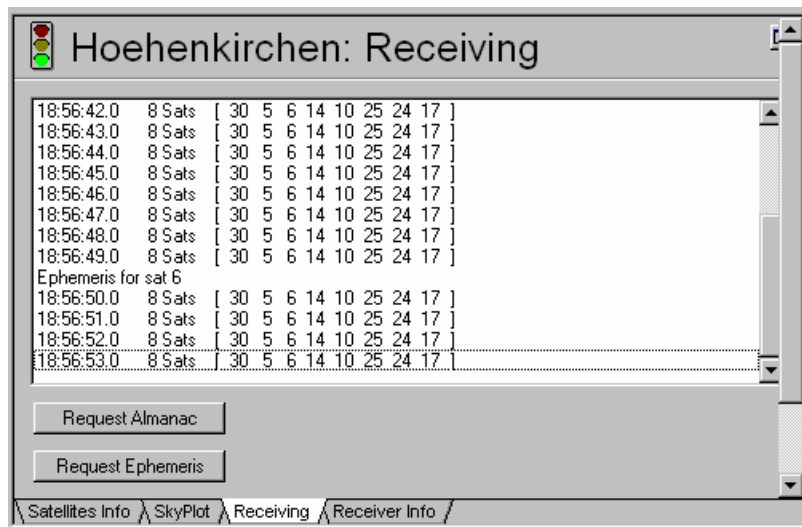 Hoehenkirchen: Receiving
18:56:42.0 8 Sats [ 30 5 6 14 10 25 24 17 ]
18:56:43.0 8 Sats [ 30 5 6 14 10 25 24 17 ]
18:56:44.0 8 Sats [ 30 5 6 14 10 25 24 17 ]
18:56:45.0 8 Sats [ 30 5 6 14 10 25 24 17 ]
18:56:46.0 8 Sats [ 30 5 6 14 10 25 24 17 ]
18:56:47.0 8 Sats [ 30 5 6 14 10 25 24 17 ]
18:56:48.0 8 Sats [ 30 5 6 14 10 25 24 17 ]
18:56:49.0 8 Sats [ 30 5 6 14 10 25 24 17 ]
Ephemeris for sat 6
18:56:50.0 8 Sats [ 30 5 6 14 10 25 24 17 ]
18:56:51.0 8 Sats [ 30 5 6 14 10 25 24 17 ]
18:56:52.0 8 Sats [ 30 5 6 14 10 25 24 17 ]
18:56:53.0 8 Sats [ 30 5 6 14 10 25 24 17 ]
Request Almanac
Request Ephemeris
Satellites Info SkyPlot Receiving Receiver Info